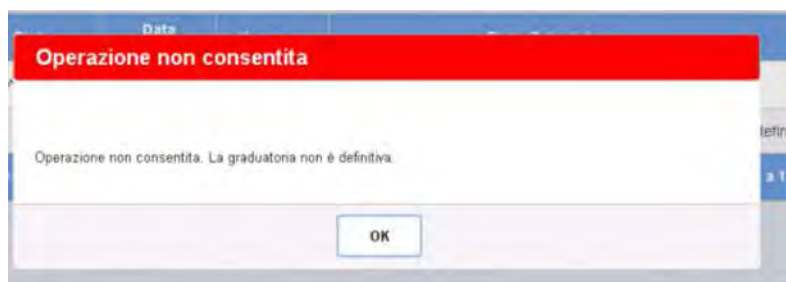 Data
Operazione non consentita
Operazione non consentita. La graduatoria non è definitiva.
OK